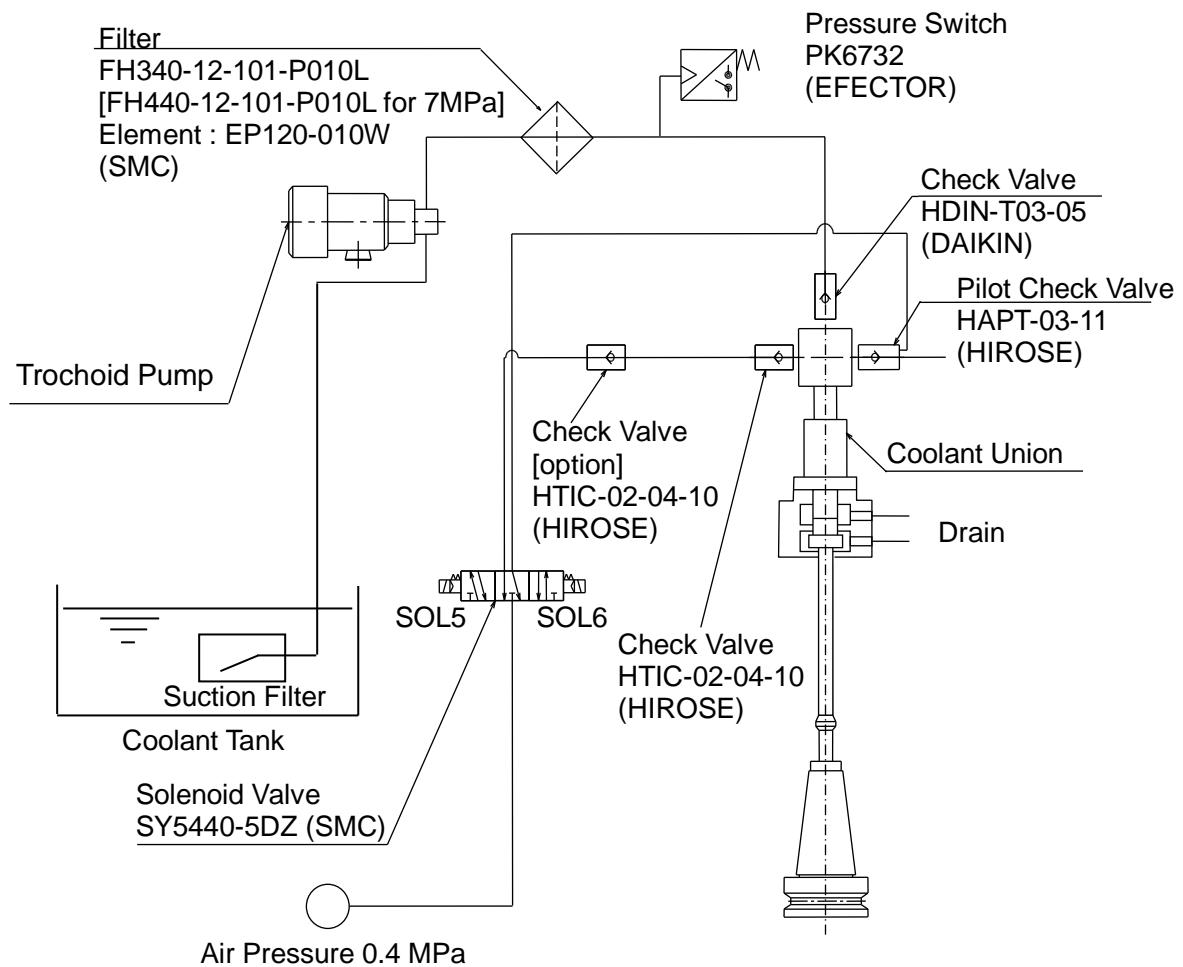 Filter
FH340-12-101-P010L
[FH440-12-101-P010L for 7MPa]
Element : EP120-010W
(SMC)
Pressure Switch
PK6732
(EFECTOR)
Check Valve
HDIN-T03-05
(DAIKIN)
Pilot Check Valve
HAPT-03-11
(HIROSE)
Trochoid Pump
Check Valve
[option]
HTIC-02-04-10
(HIROSE)
Coolant Union
Drain
SOL5
SOL6
Check Valve
HTIC-02-04-10
(HIROSE)
Suction Filter
Coolant Tank
Solenoid Valve
SY5440-5DZ (SMC)
Air Pressure 0.4 MPa